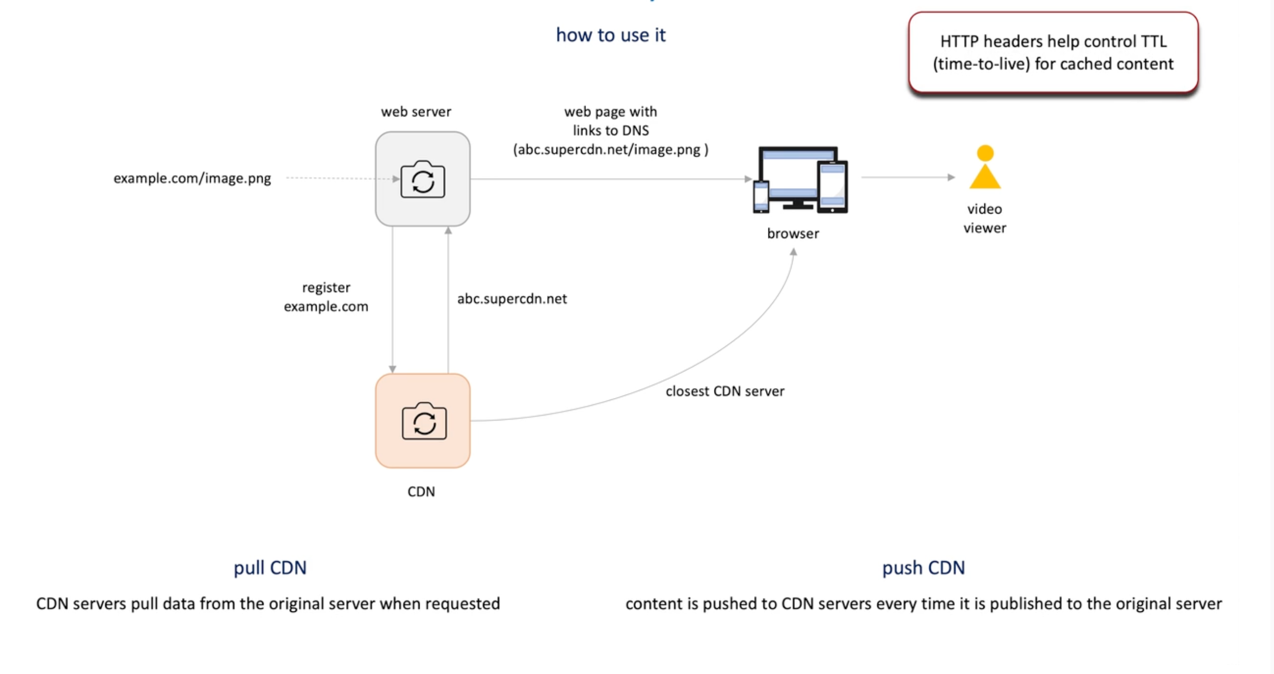 how to use it
HTTP headers help control TTL
(time-to-live) for cached content
web server
web page with
links to DNS
(abc.supercdn.net/image.png )
example.com/image.png
browser
video
viewer
register
example.com
abc.supercdn.net
closest CDN server
CDN
pull CDN
CDN servers pull data from the original server when requested
push CDN
content is pushed to CDN servers every time it is published to the original server